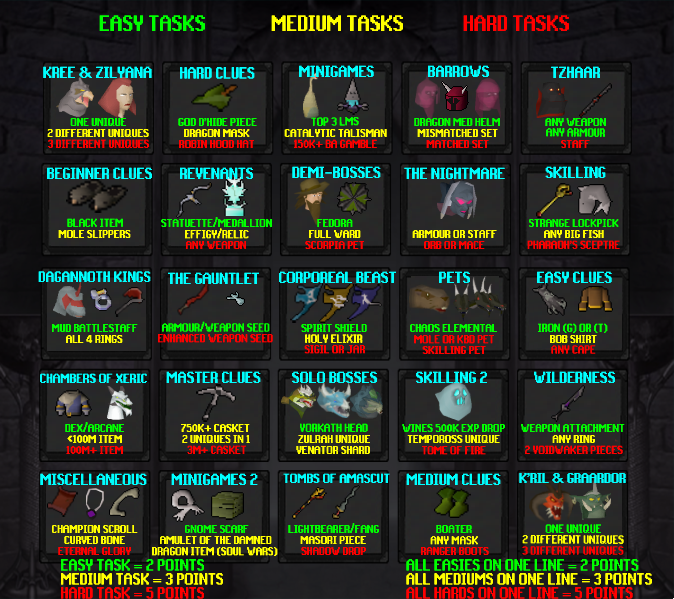 EASY TASKS MEDIUM TASKS HARD TASKS
KREE & ZILYANA
ONE UNIQUE
2 DIFFERENT UNIQUES
3 DIFFERENT UNIQUES
HARD CLUES
GOD D'HIDE PIECE
DRAGON MASK
ROBIN HOOD HAT
MINIGAMES
TOP 3 LMS
CATALYTIC TALISMAN
150K+ BA GAMBLE
BARROWS
DRAGON MED HELM
MISMATCHED SET
MATCHED SET
TZHAAR
ANY WEAPON
ANY ARMOUR
STAFF
BEGINNER CLUES
BLACK ITEM
MOLE SLIPPERS
REVENANTS
STATUETTE/MEDALLION
EFFIGY/RELIC
ANY WEAPON
DEMI-BOSSES
FEDORA
FULL WARD
SCORPIA PET
THE NIGHTMARE
ARMOUR OR STAFF
ORB OR MACE
SKILLING
STRANGE LOCKPICK
ANY BIG FISH
PHARAOH'S SCEPTRE
DAGANNOTH KINGS
MUD BATTLESTAFF
ALL 4 RINGS
THE GAUNTLET
ARMOUR/WEAPON SEED
ENHANCED WEAPON SEED
CORPOREAL BEAST
SPIRIT SHIELD
HOLY ELIXIR
SIGIL OR JAR
PETS
CHAOS ELEMENTAL
MOLE OR KBD PET
SKILLING PET
EASY CLUES
IRON (G) OR (T)
BOB SHIRT
ANY CAPE
CHAMBERS OF XERIC
DEX/ARCANE
<100M ITEM
100M+ ITEM
MASTER CLUES
750K+ CASKET
2 UNIQUES IN 1
3M+ CASKET
SOLO BOSSES
VORKATH HEAD
ZULRAH UNIQUE
VENATOR SHARD
SKILLING 2
WINES 500K EXP DROP
TEMPOROSS UNIQUE
TOME OF FIRE
WILDERNESS
WEAPON ATTACHMENT
ANY RING
2 VOIDWAKER PIECES
MISCELLANEOUS
CHAMPION SCROLL
CURVED BONE
ETERNAL GLORY
MINIGAMES 2
GNOME SCARF
AMULET OF THE DAMNED
DRAGON ITEM (SOUL WARS)
TOMBS OF AMASCUT
LIGHTBEARER/FANG
MASORI PIECE
SHADOW DROP
MEDIUM CLUES
BOATER
ANY MASK
RANGER BOOTS
K'RIL & GRAARDOR
ONE UNIQUE
2 DIFFERENT UNIQUES
3 DIFFERENT UNIQUES
EASY TASK = 2 POINTS
MEDIUM TASK = 3 POINTS
HARD TASK = 5 POINTS
ALL EASIES ON ONE LINE = 2 POINTS
ALL MEDIUMS ON ONE LINE = 3 POINTS
ALL HARDS ON ONE LINE = 5 POINTS